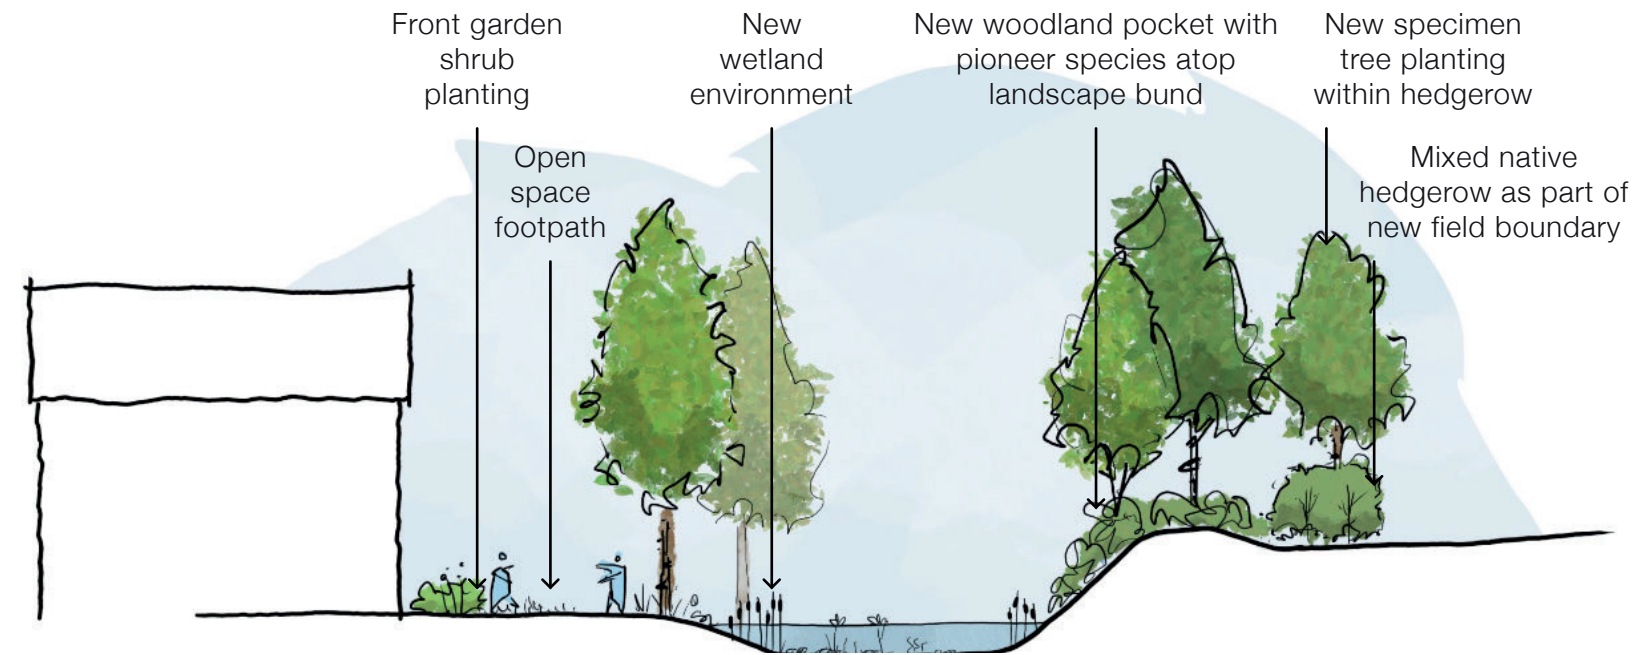 Front garden
shrub
planting
Open
space
footpath
New
wetland
environment
New woodland pocket with
pioneer species atop
landscape bund
New specimen
tree planting
within hedgerow
Mixed native
hedgerow as part of
new field boundary